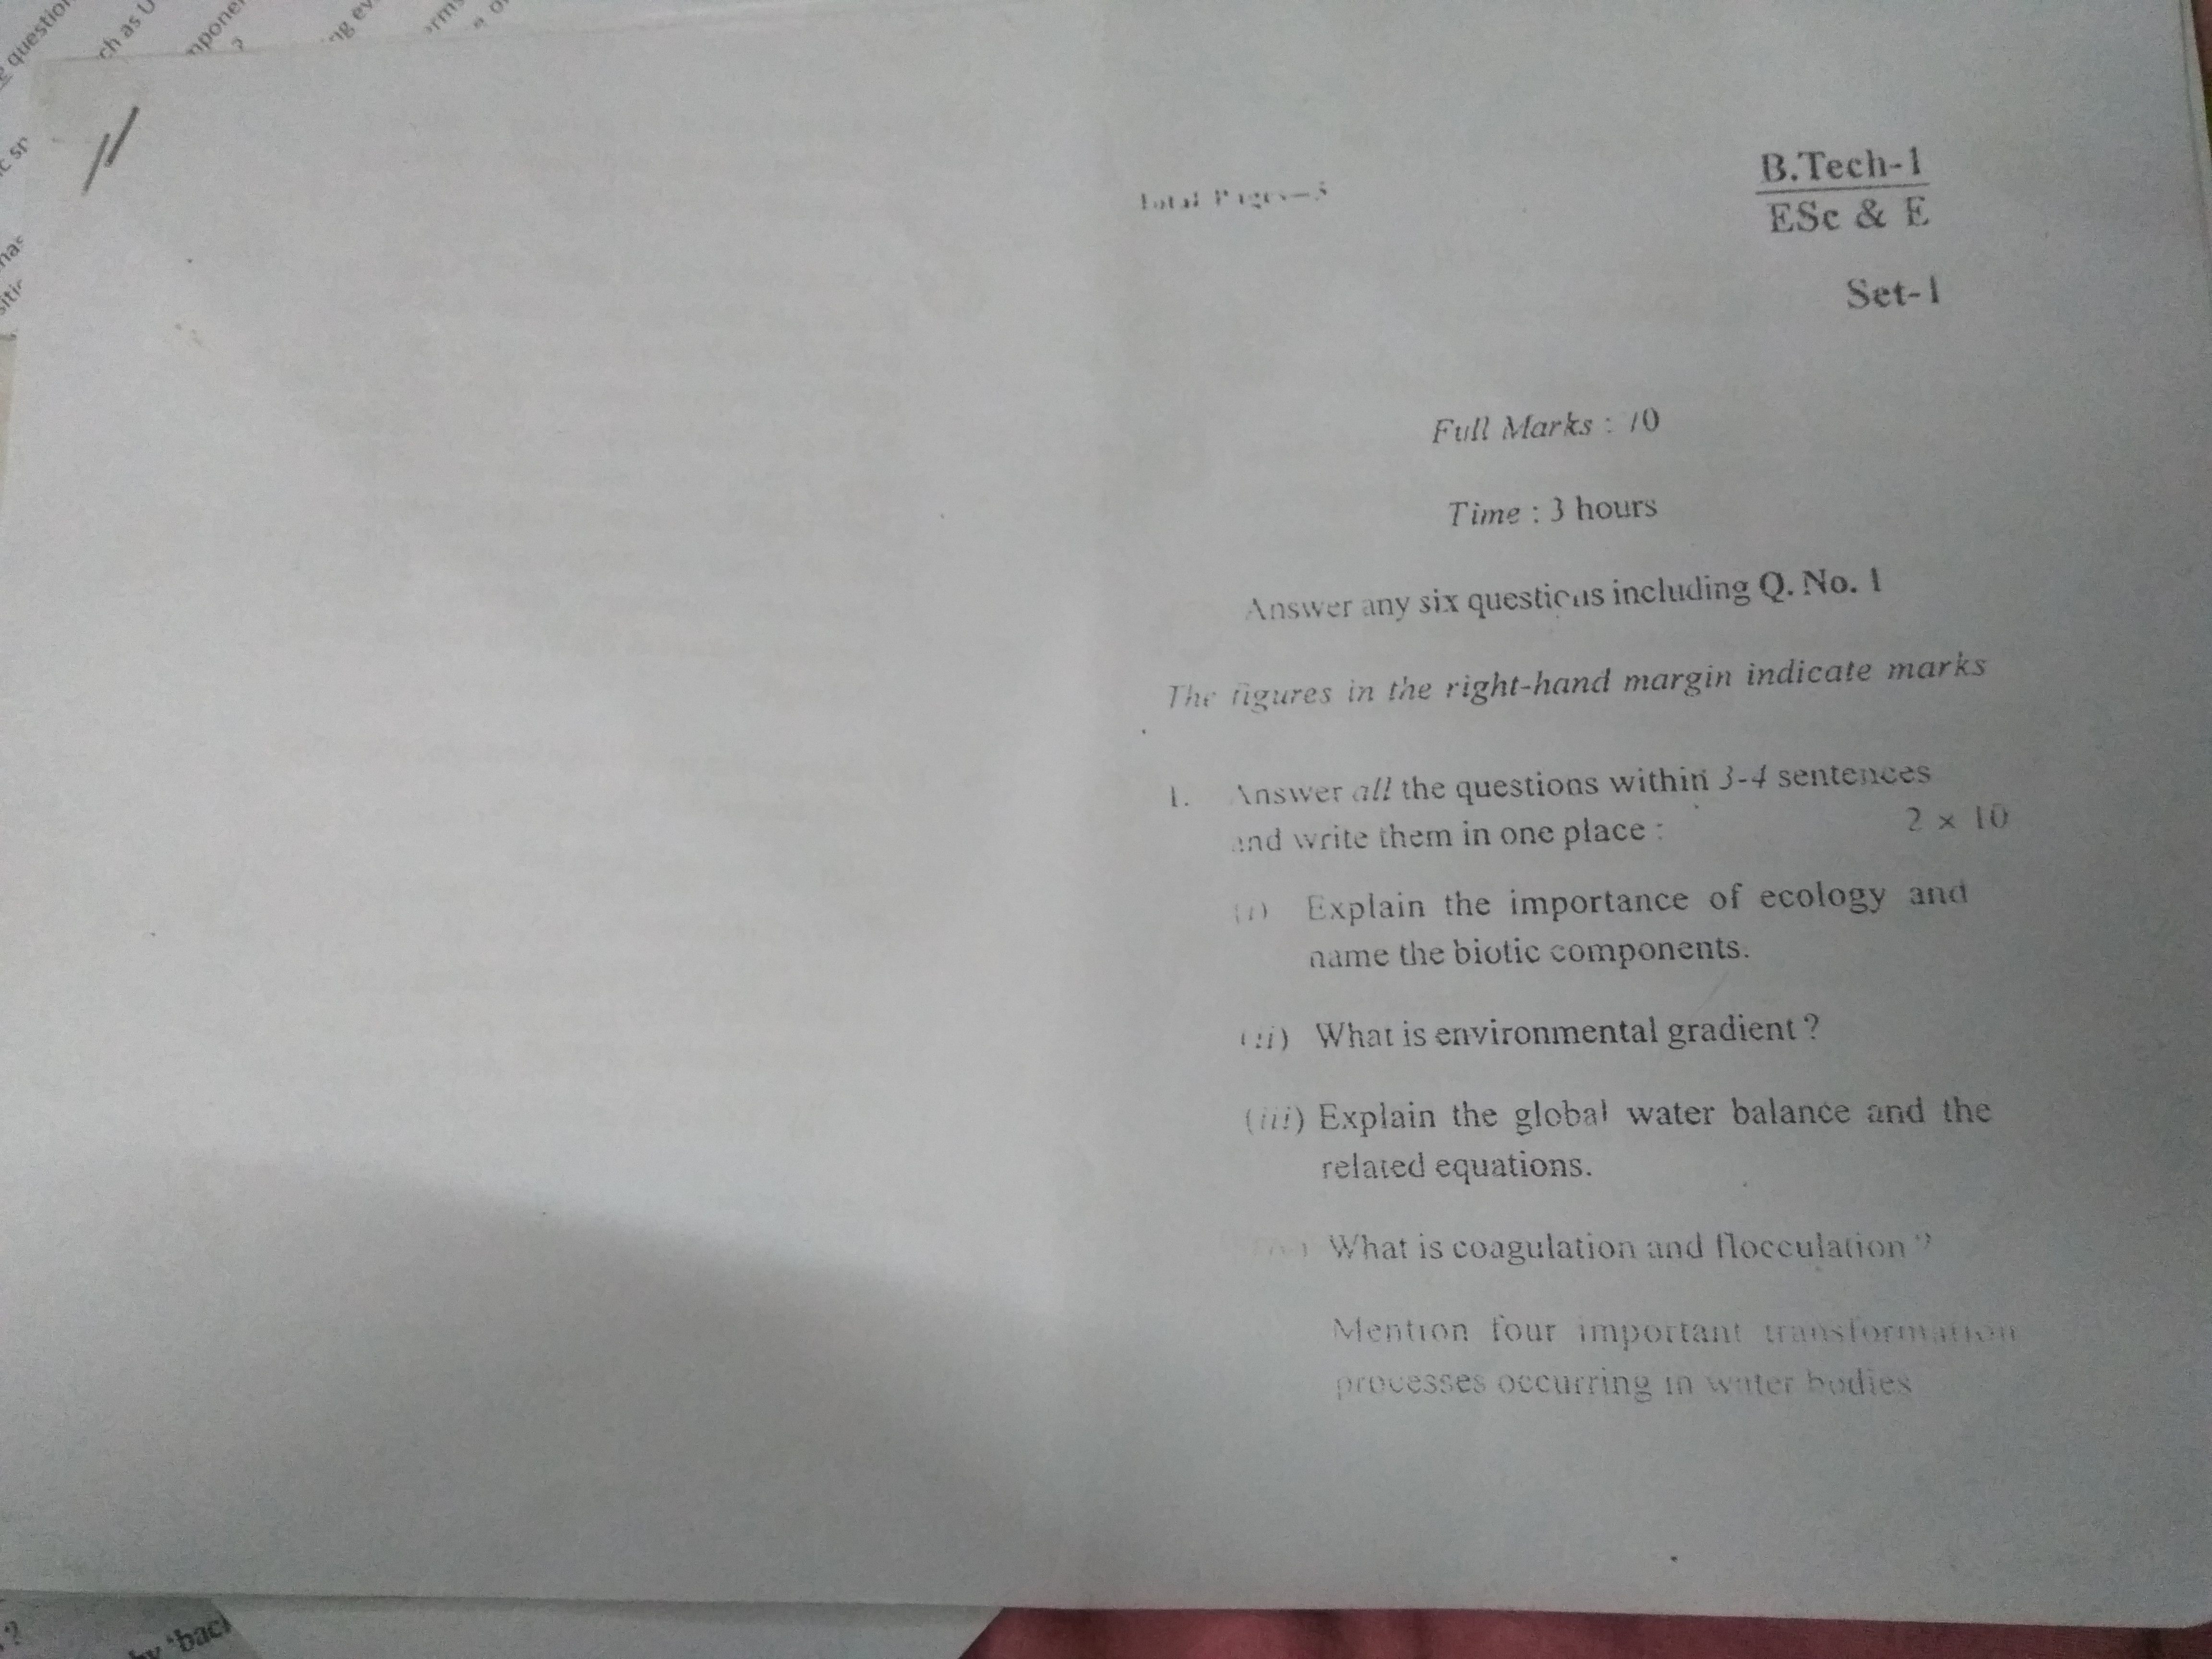 question
ch as U
Total Pages—5
B.Tech-1
ESc & E
Set-1
Full Marks : 70
Time : 3 hours
Answer any six questions including Q. No. 1
The figures in the right-hand margin indicate marks
1. Answer all the questions within 3-4 sentences
and write them in one place : 2 × 10
(i) Explain the importance of ecology and
name the biotic components.
(ii) What is environmental gradient ?
(iii) Explain the global water balance and the
related equations.
What is coagulation and flocculation ?
Mention four important transformation
processes occurring in water bodies